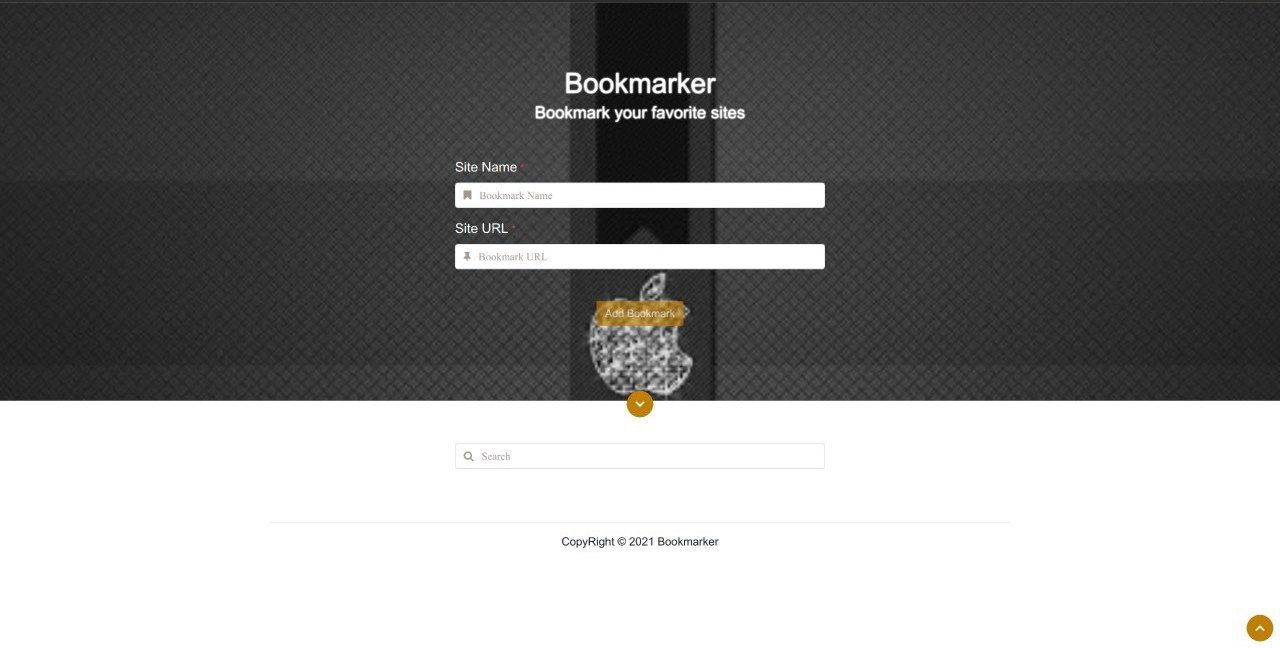 Bookmarker
Bookmark your favorite sites
Site Name *
Bookmark Name
Site URL *
Bookmark URL
Add Bookmark
Search
CopyRight © 2021 Bookmarker